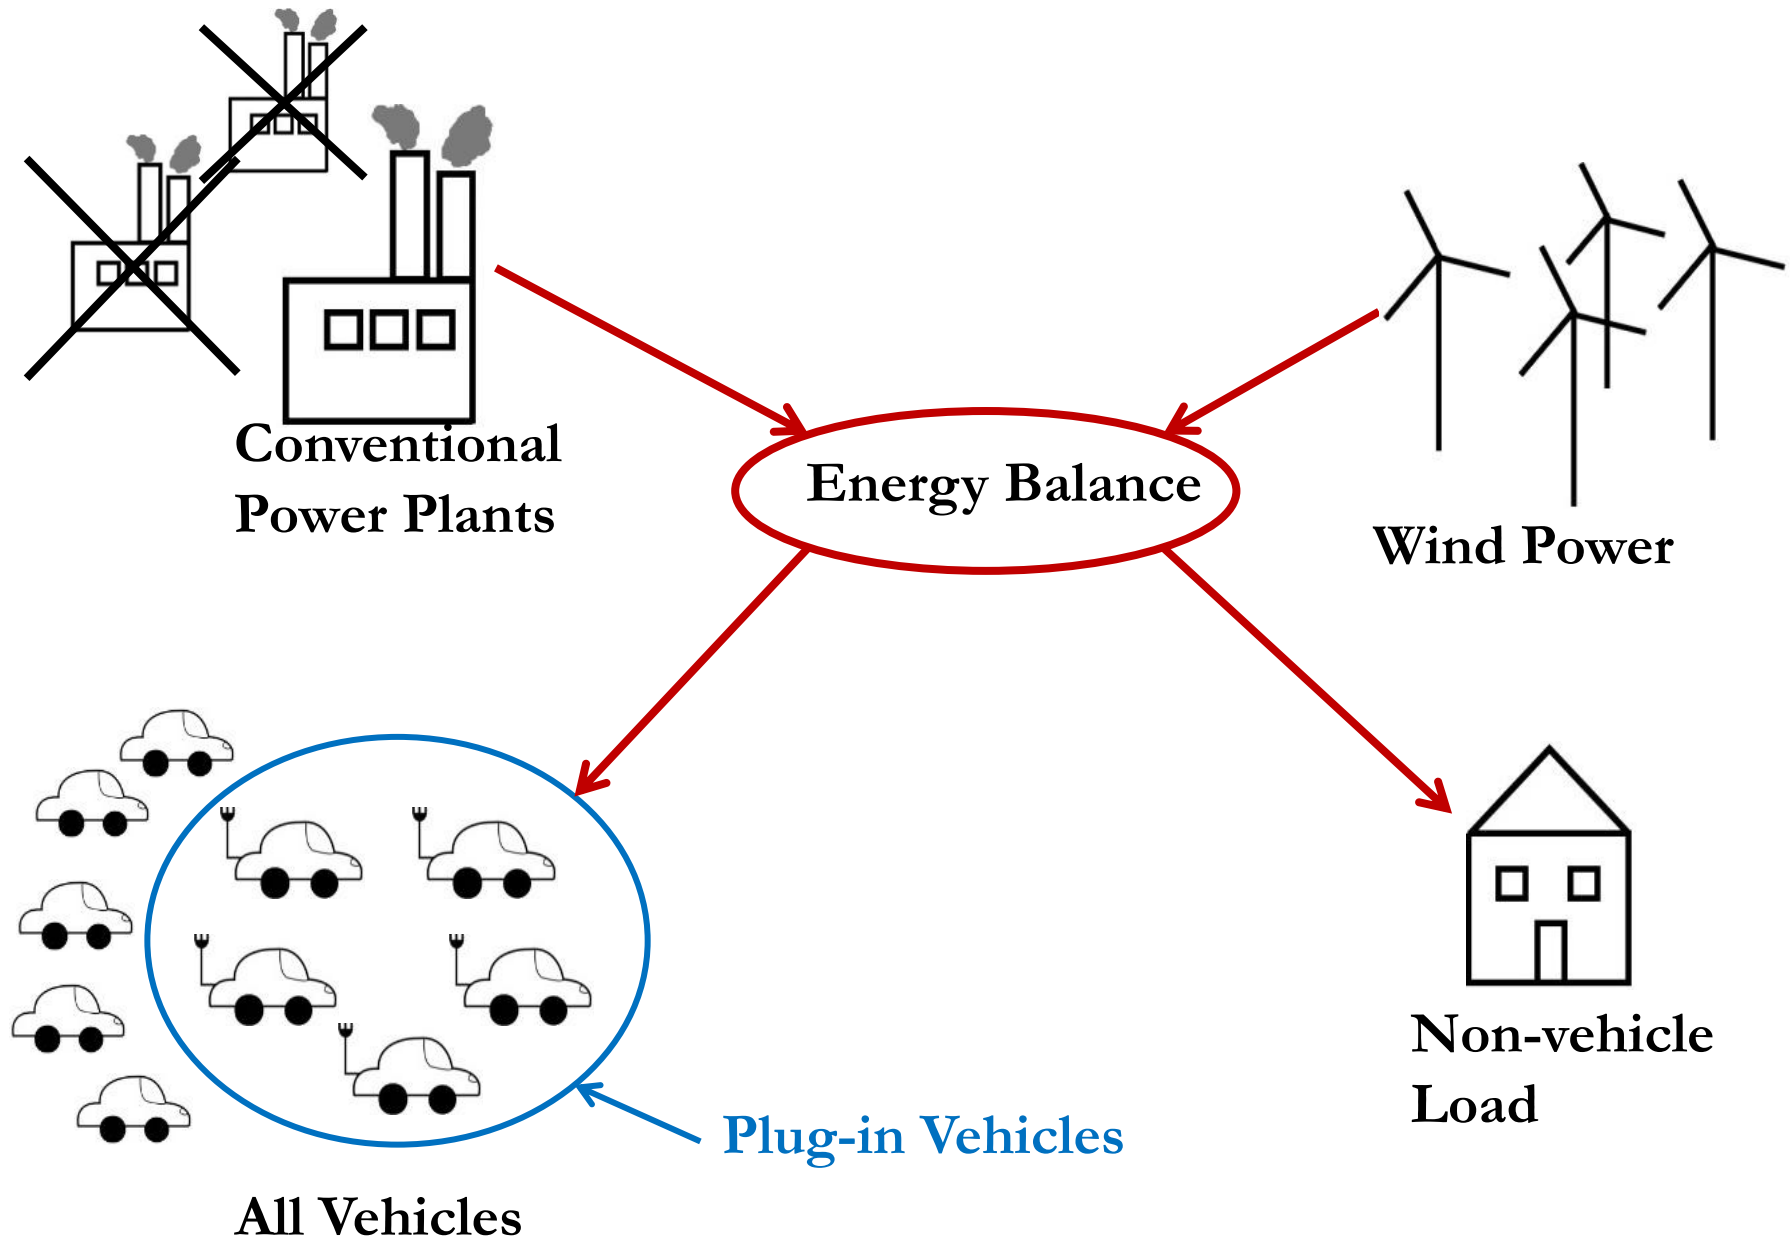 Conventional
Power Plants
Energy Balance
Wind Power
Non-vehicle
Load
Plug-in Vehicles
All Vehicles